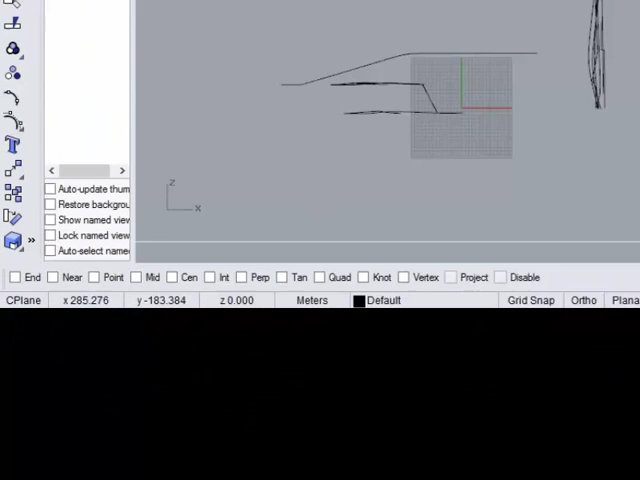 z
x
Auto-update thum
Restore backgrou
Show named view
Lock named view
Auto-select name
»
End Near Point Mid Cen Int Perp Tan Quad Knot Vertex Project Disable
CPlane x 285.276 y -183.384 z 0.000 Meters Default Grid Snap Ortho Plana